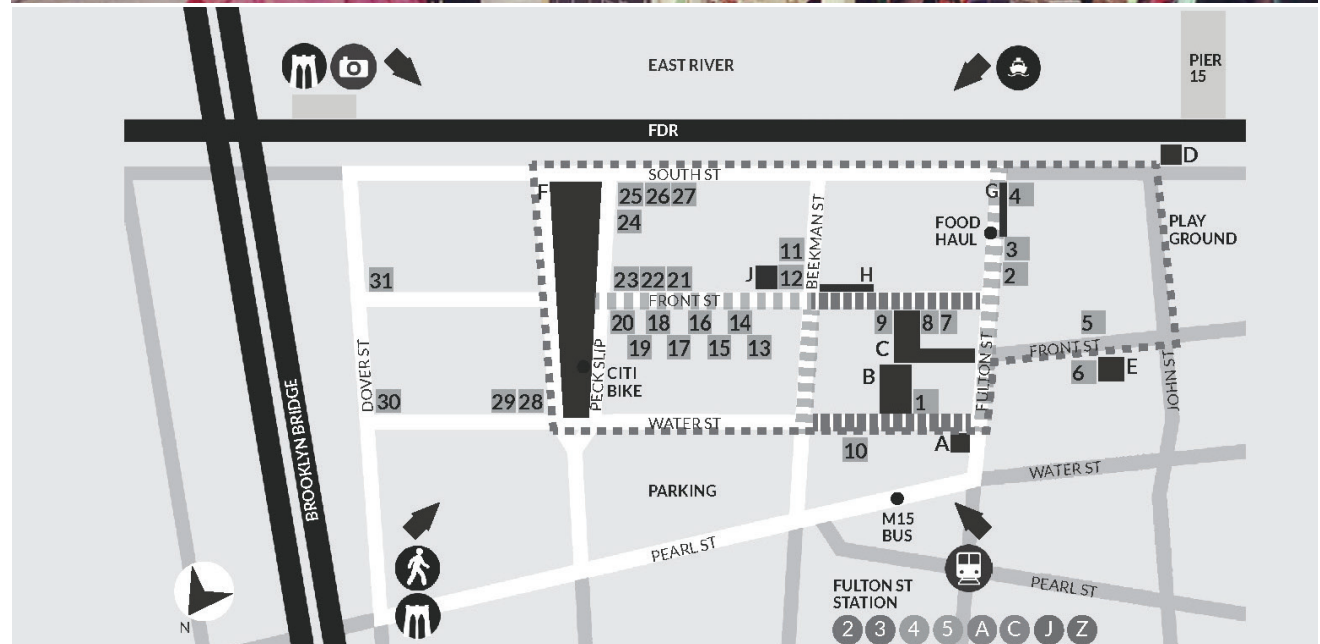 EAST RIVER
PIER
15
FDR
D
SOUTH ST
F
25 26 27
G
4
24
BEEKMAN ST
FOOD
HAUL
PLAY
GROUND
11
3
31
23 22 21
J
12
H
2
FRONT ST
20 18 16 14
9
8 7
5
19 17 15 13
C
FRONT ST
DOVER ST
PECK SLIP
CITI
BIKE
B
FULTON ST
6
E
JOHN ST
30
29 28
1
BROOKLYN BRIDGE
WATER ST
10
A
WATER ST
PARKING
M15
BUS
PEARL ST
PEARL ST
FULTON ST
STATION
N
2 3 4 5 A C J Z